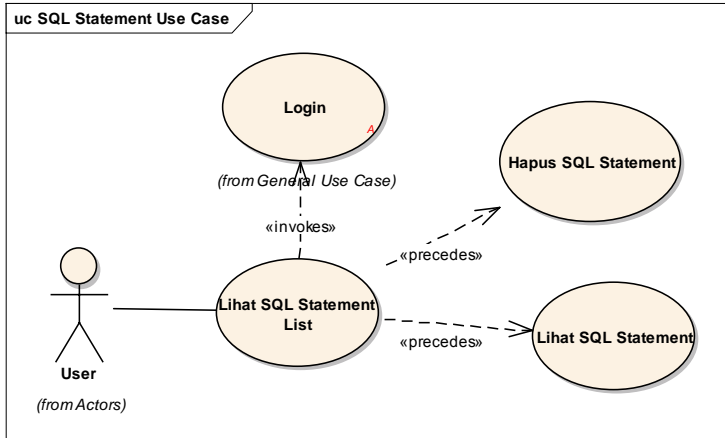 uc SQL Statement Use Case
Login
A
(from General Use Case)
Hapus SQL Statement
«invokes»
«precedes»
Lihat SQL Statement
List
Lihat SQL Statement
«precedes»
User
(from Actors)